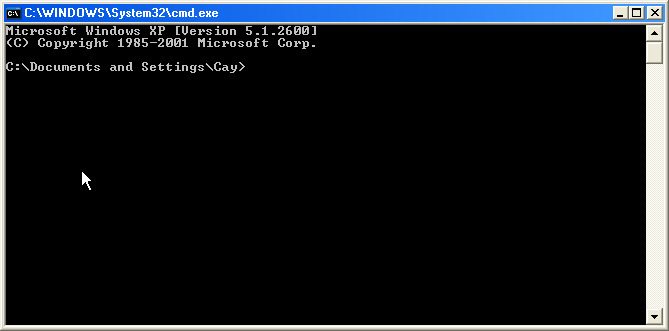 C:\WINDOWS\System32\cmd.exe
Microsoft Windows XP [Version 5.1.2600]
(C) Copyright 1985-2001 Microsoft Corp.
C:\Documents and Settings\Cay>